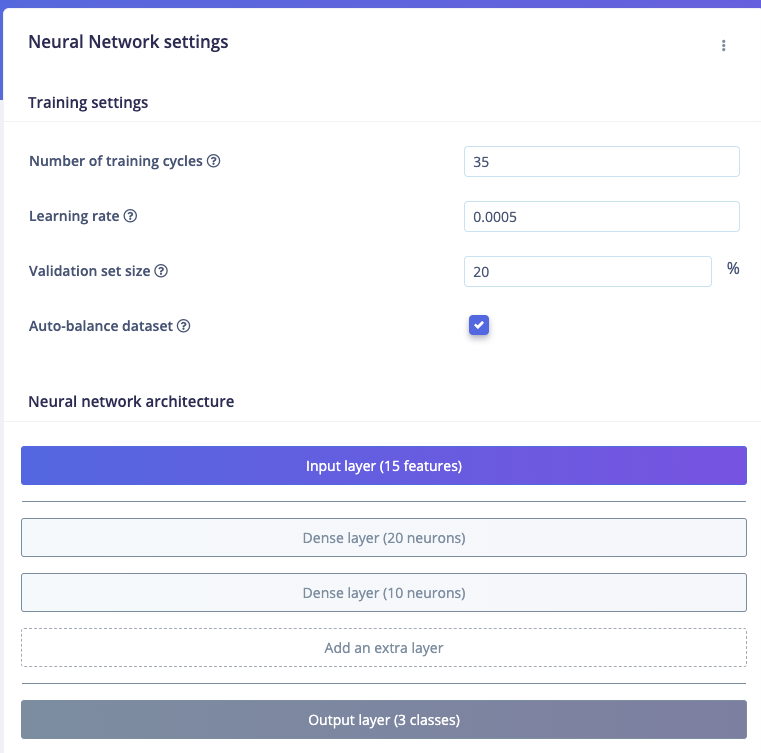 Neural Network settings
Training settings
Number of training cycles ?
35
Learning rate ?
0.0005
Validation set size ?
20
%
Auto-balance dataset ?
Neural network architecture
Input layer (15 features)
Dense layer (20 neurons)
Dense layer (10 neurons)
Add an extra layer
Output layer (3 classes)